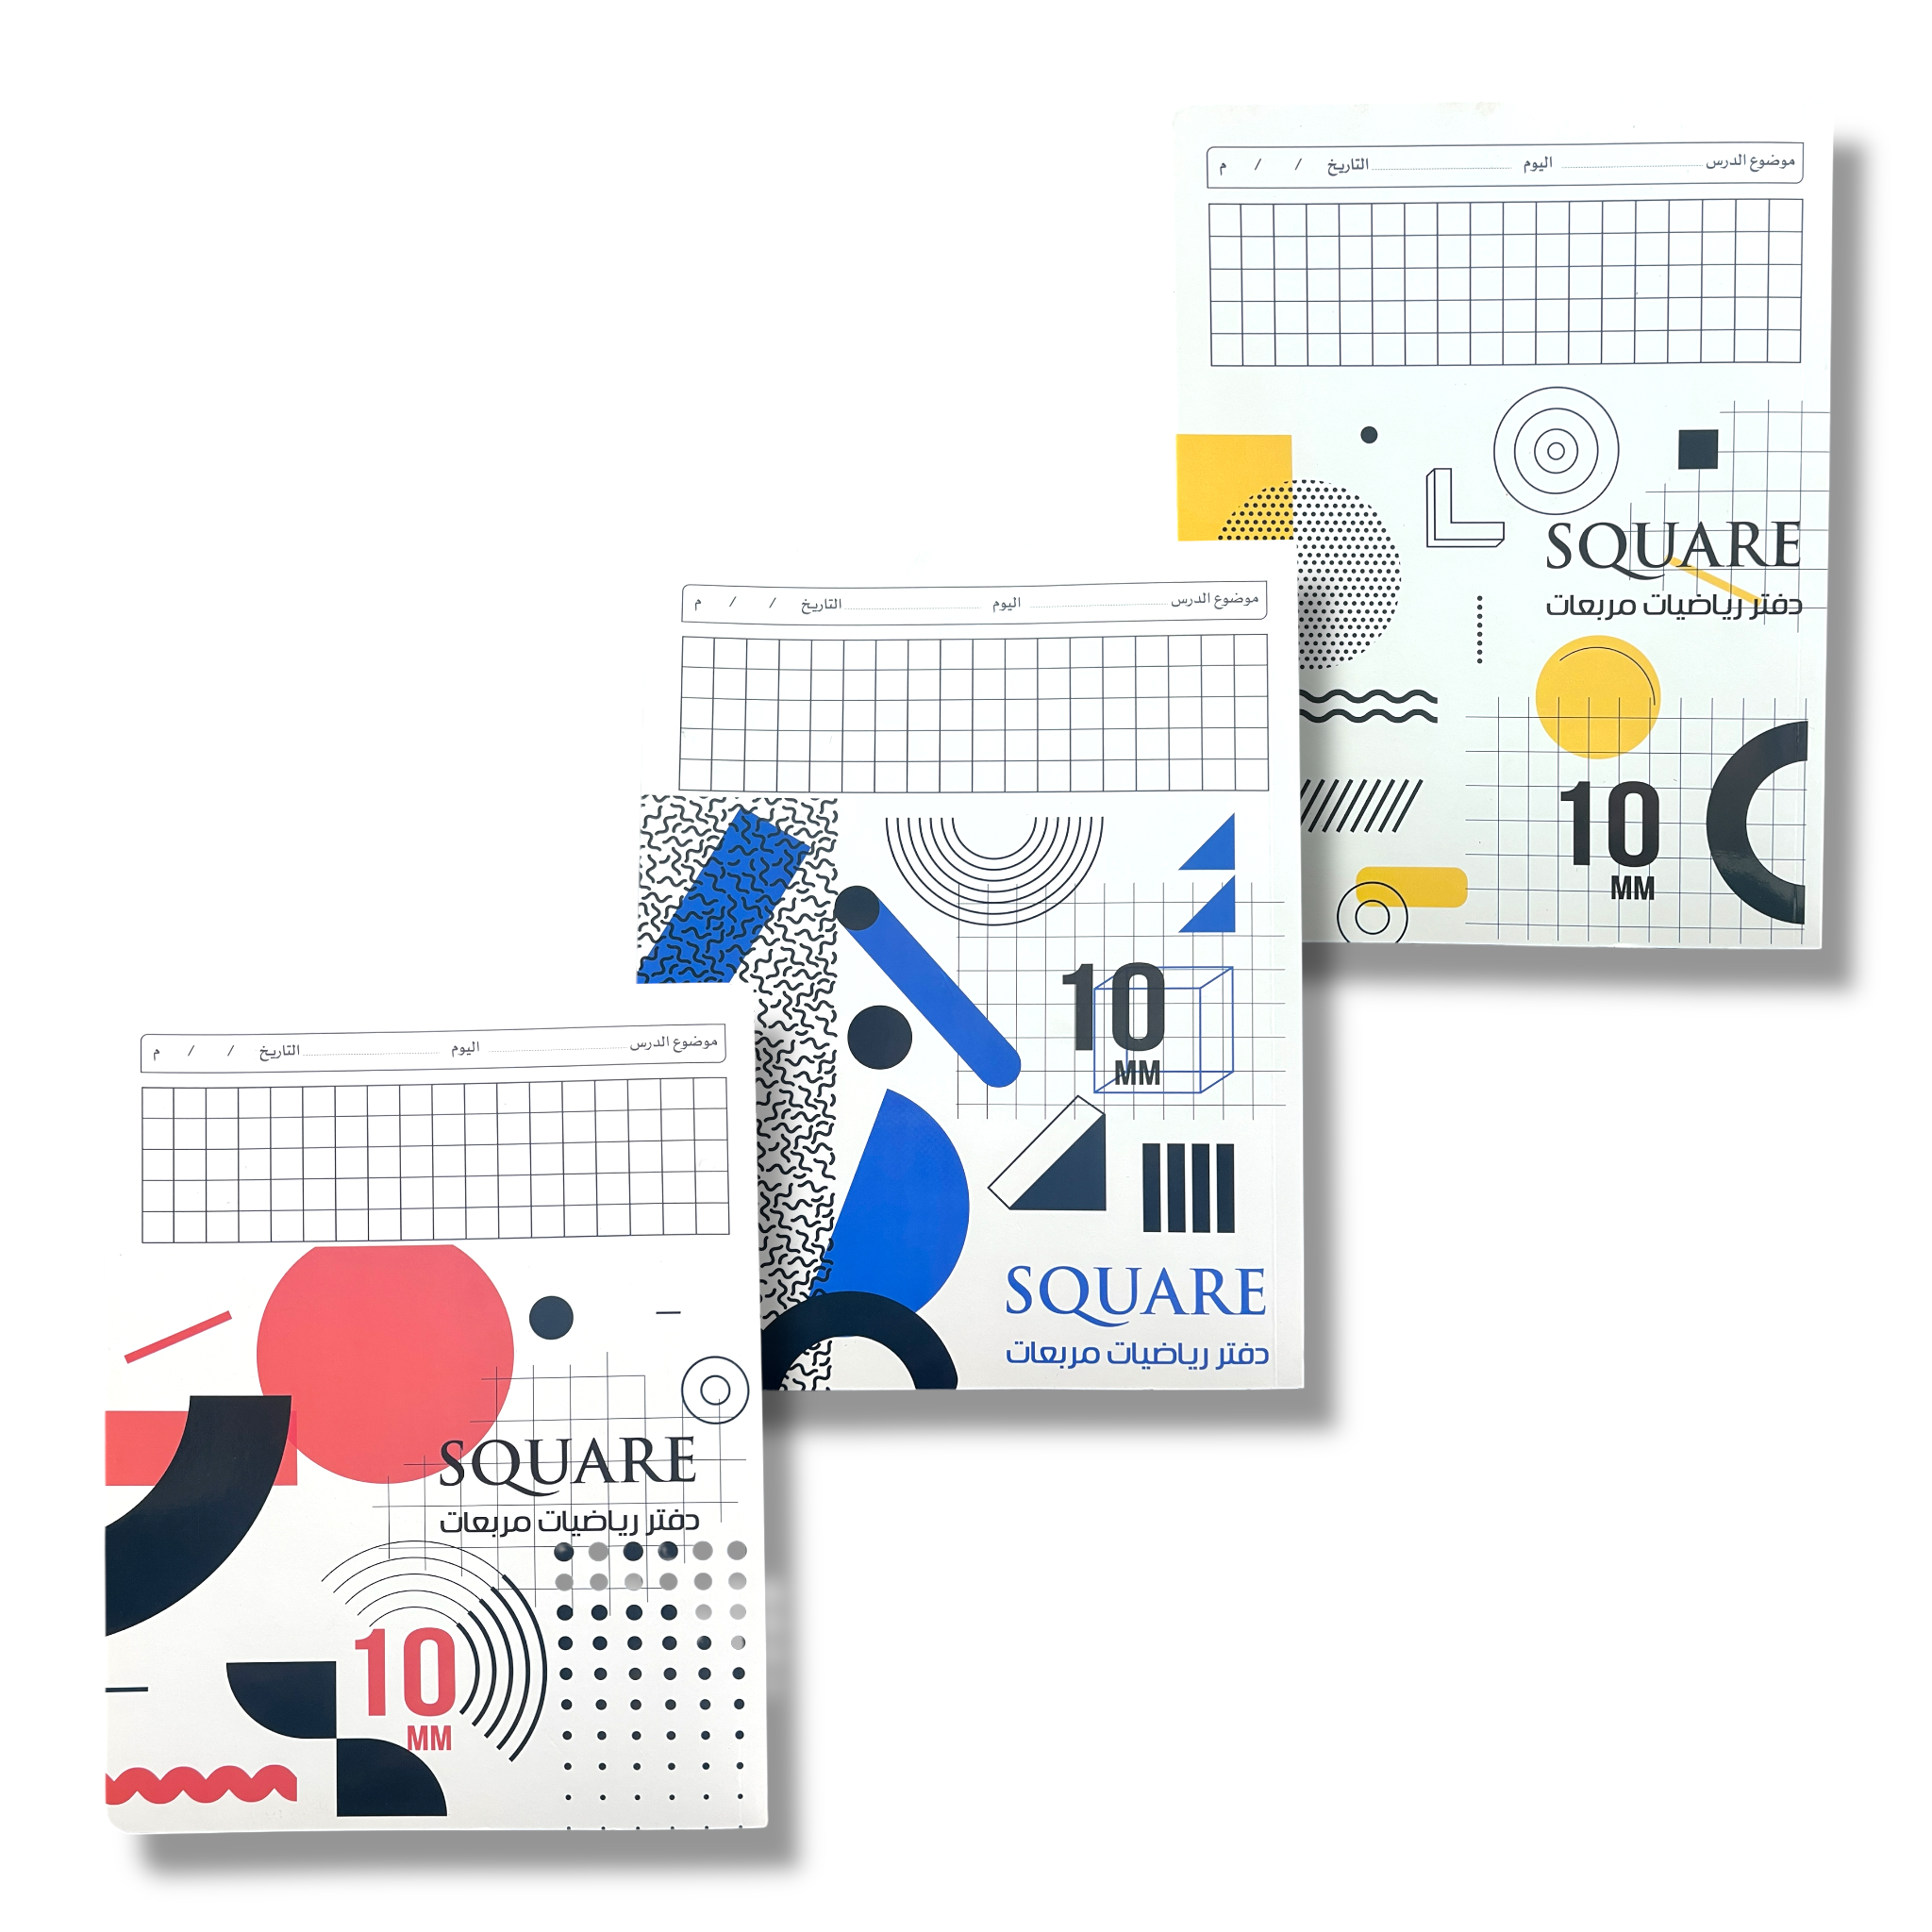 موضوع الدرس اليوم التاريخ / / م
SQUARE
دفتر رياضيات مربعات
10
MM
موضوع الدرس اليوم التاريخ / / م
10
MM
SQUARE
دفتر رياضيات مربعات
موضوع الدرس اليوم التاريخ / / م
SQUARE
دفتر رياضيات مربعات
10
MM